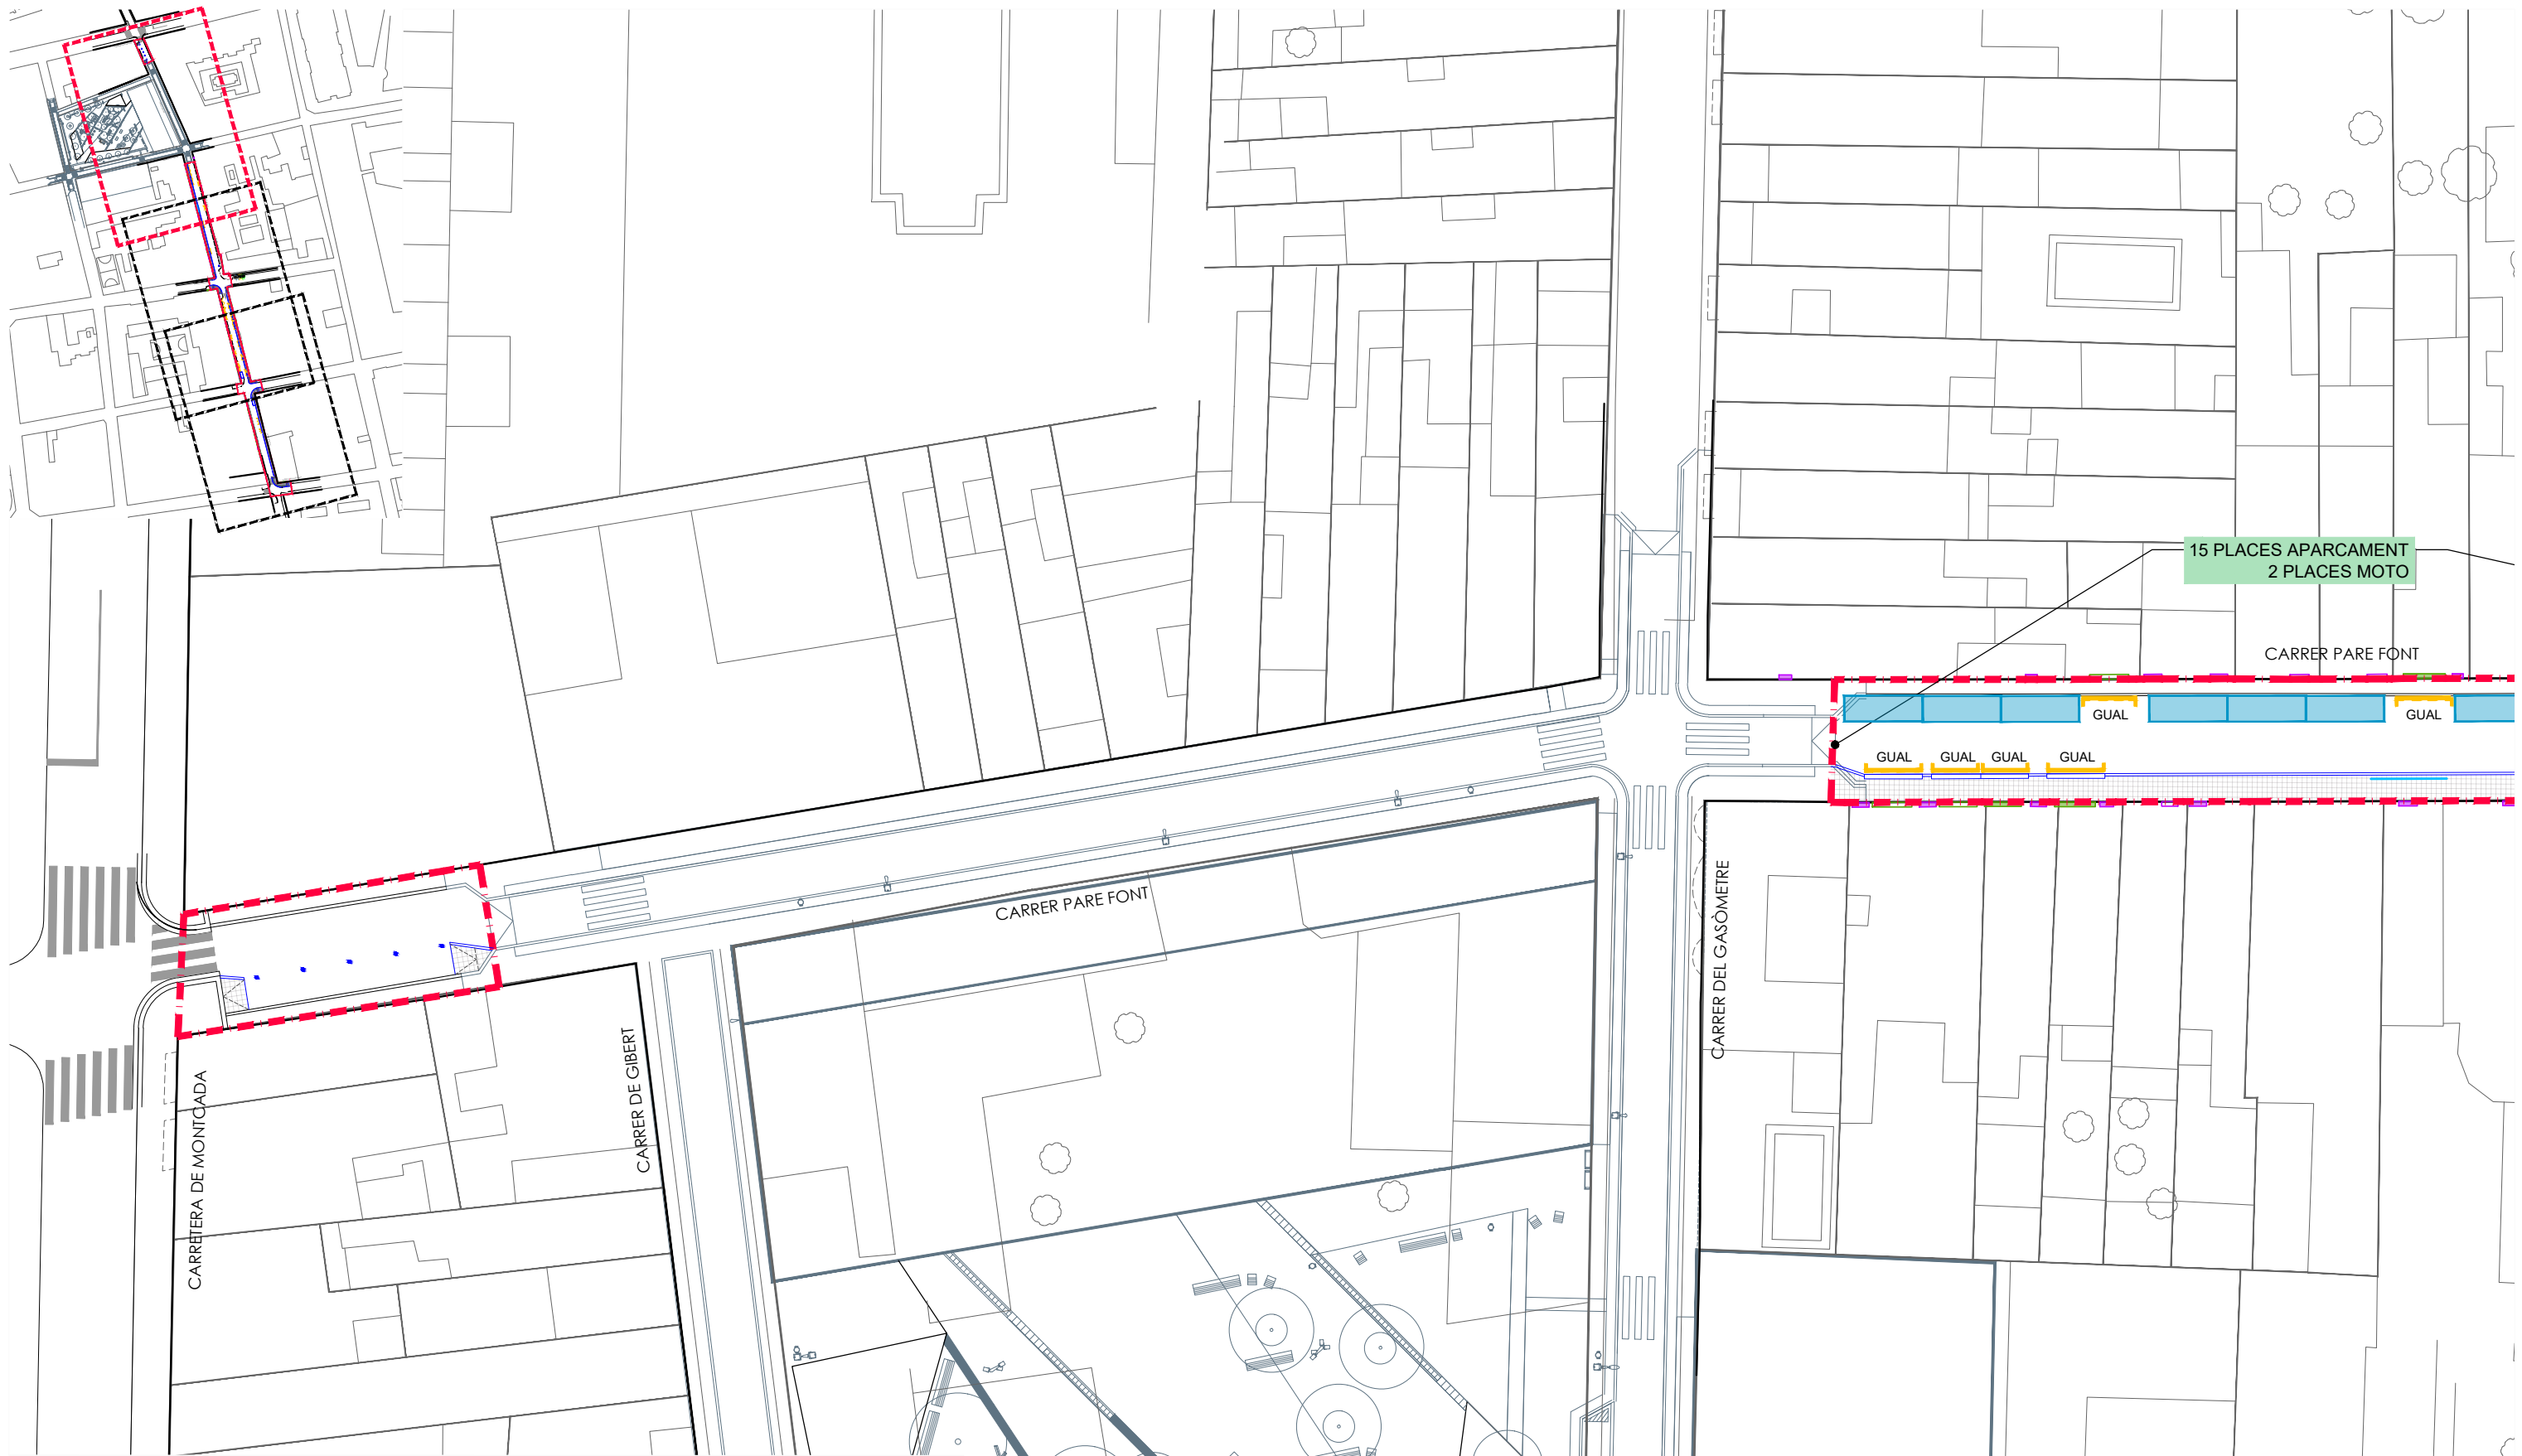 15 PLACES APARCAMENT
2 PLACES MOTO
CARRER PARE FONT
GUAL
GUAL
GUAL
GUAL
GUAL
GUAL
CARRER PARE FONT
CARRER DEL GASÒMETRE
CARRER DE GIBERT
CARRETERA DE MONTCADA